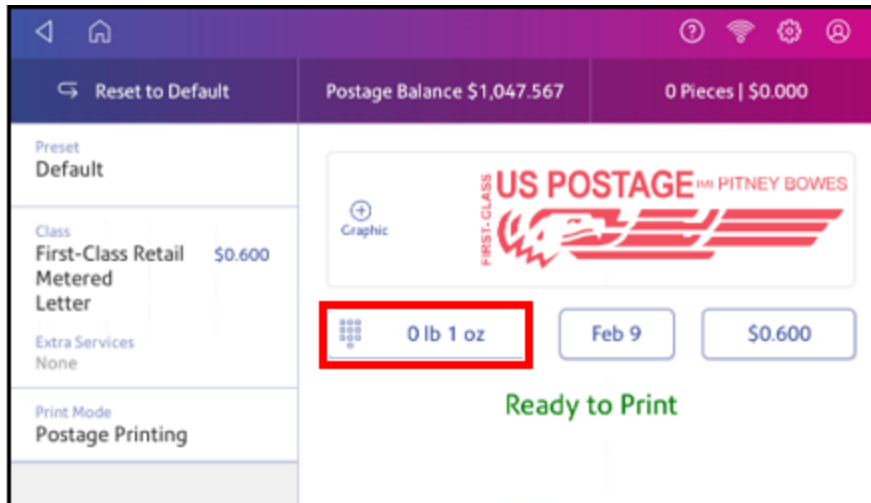 Reset to Default
Postage Balance $1,047.567
0 Pieces | $0.000
Preset
Default
Class
First-Class Retail $0.600
Metered
Letter
Extra Services
None
Print Mode
Postage Printing
Graphic
FIRST-CLASS
US POSTAGE IMI PITNEY BOWES
0 lb 1 oz
Feb 9
$0.600
Ready to Print